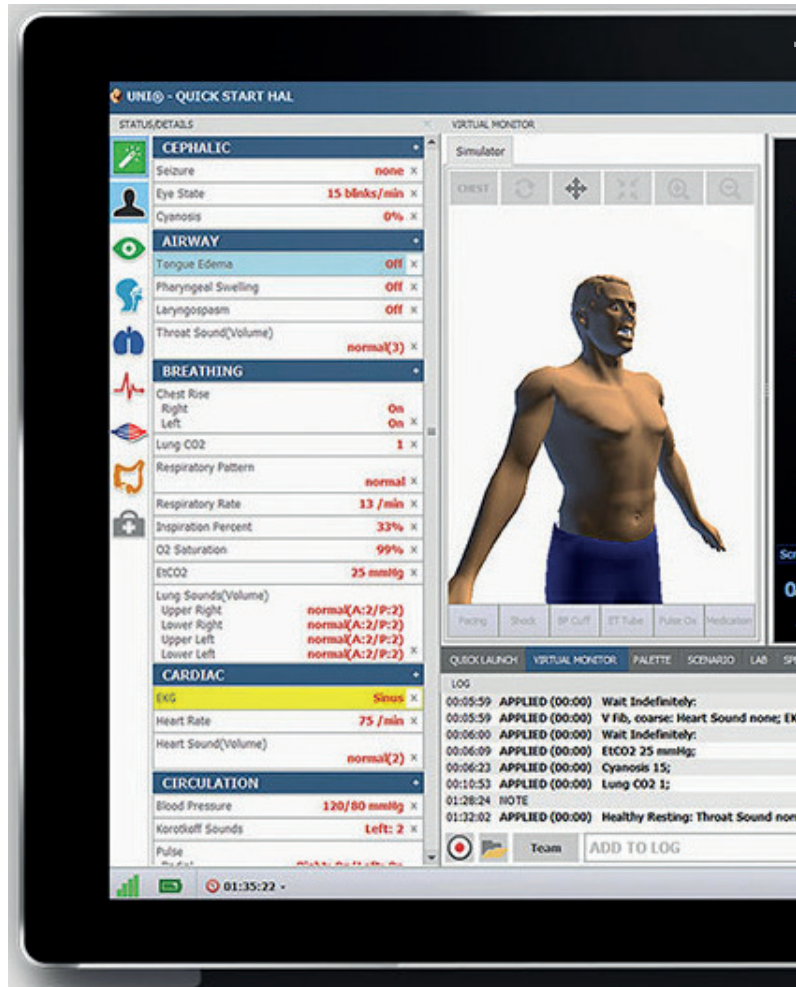 UNI® - QUICK START HAL
STATUS/DETAILS
CEPHALIC
Seizure none
Eye State 15 blinks/min
Cyanosis 0%
AIRWAY
Tongue Edema Off
Pharyngeal Swelling Off
Laryngospasm Off
Throat Sound(Volume)
normal(3)
BREATHING
Chest Rise
Right On
Left On
Lung CO2 1
Respiratory Pattern
normal
Respiratory Rate 13 /min
Inspiration Percent 33%
O2 Saturation 99%
EtCO2 25 mmHg
Lung Sounds(Volume)
Upper Right normal(A:2/P:2)
Lower Right normal(A:2/P:2)
Upper Left normal(A:2/P:2)
Lower Left normal(A:2/P:2)
CARDIAC
EKG Sinus
Heart Rate 75 /min
Heart Sound(Volume)
normal(2)
CIRCULATION
Blood Pressure 120/80 mmHg
Korotkoff Sounds Left: 2
Pulse
VIRTUAL MONITOR
Simulator
CHEST
Pacing Shock BP Cuff ET Tube Pulse Ox Medication
QUICK LAUNCH VIRTUAL MONITOR PALETTE SCENARIO LAB
LOG
00:05:59 APPLIED (00:00) Wait Indefinitely:
00:05:59 APPLIED (00:00) V Fib, coarse: Heart Sound none;
00:06:00 APPLIED (00:00) Wait Indefinitely:
00:06:09 APPLIED (00:00) EtCO2 25 mmHg;
00:06:23 APPLIED (00:00) Cyanosis 15;
00:10:53 APPLIED (00:00) Lung CO2 1;
01:28:24 NOTE
01:32:02 APPLIED (00:00) Healthy Resting: Throat Sound
Team ADD TO LOG
01:35:22